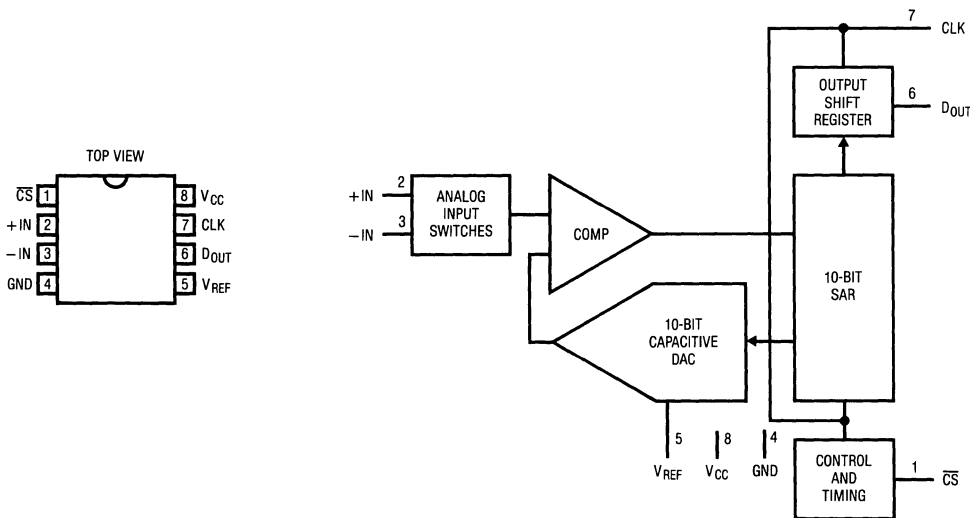 TOP VIEW
C̅S̅ 1
+IN 2
−IN 3
GND 4
8 VCC
7 CLK
6 DOUT
5 VREF
+IN 2
−IN 3
ANALOG
INPUT
SWITCHES
COMP
10-BIT
CAPACITIVE
DAC
5
VREF
8
VCC
4
GND
7 CLK
OUTPUT
SHIFT
REGISTER
6 DOUT
10-BIT
SAR
CONTROL
AND
TIMING
1 C̅S̅